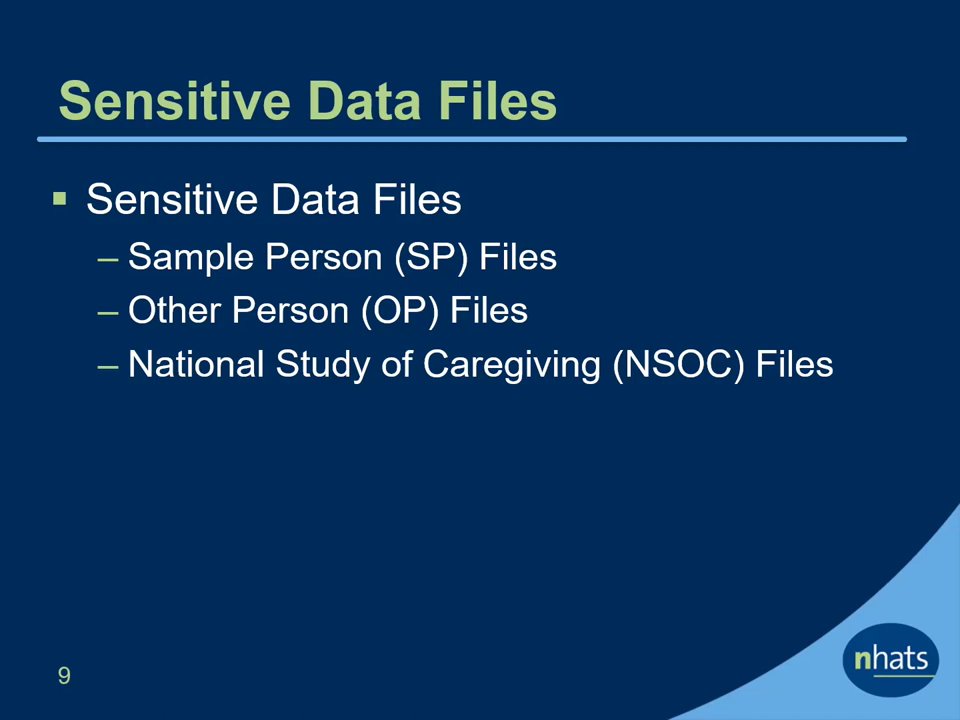 Sensitive Data Files
▪ Sensitive Data Files
– Sample Person (SP) Files
– Other Person (OP) Files
– National Study of Caregiving (NSOC) Files
9
nhats